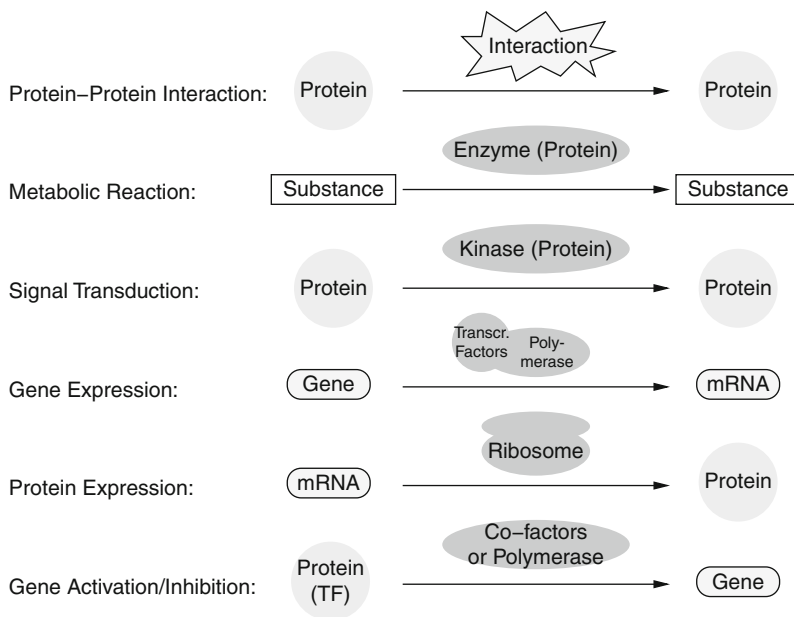 Interaction
Protein–Protein Interaction:
Protein
Protein
Enzyme (Protein)
Metabolic Reaction:
Substance
Substance
Kinase (Protein)
Signal Transduction:
Protein
Protein
Transcr.
Factors
Poly-
merase
Gene Expression:
Gene
mRNA
Ribosome
Protein Expression:
mRNA
Protein
Co–factors
or Polymerase
Gene Activation/Inhibition:
Protein
(TF)
Gene